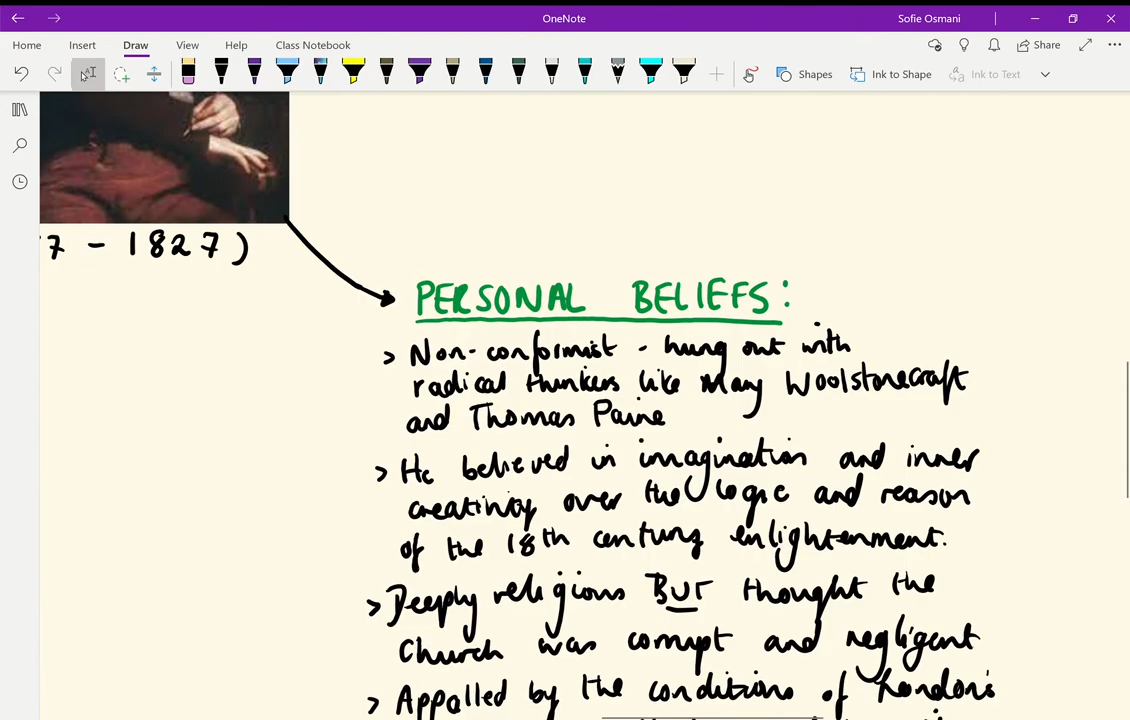 OneNote
Sofie Osmani
Home Insert Draw View Help Class Notebook
Share
Shapes Ink to Shape Ink to Text
7 - 1827)
PERSONAL BELIEFS:
> Non-conformist - hung out with
radical thinkers like Mary Woolstonecraft
and Thomas Paine
> He believed in imagination and inner
creativity over the logic and reason
of the 18th century enlightenment.
> Deeply religious BUT thought the
Church was corrupt and negligent
> Appalled by the conditions of London's